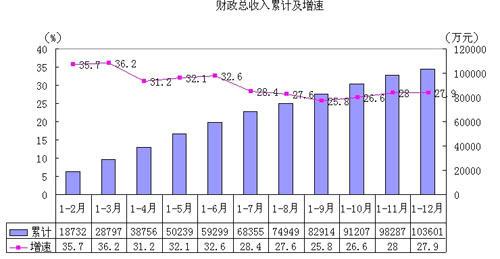 财政总收入累计及增速
(%) (万元)
40 120000
35 100000
30
25 80000
20 60000
15 40000
10
5 20000
0 0
35.7 36.2 31.2 32.1 32.6 28.4 27.6 25.8 26.6 28 27.9
1-2月 1-3月 1-4月 1-5月 1-6月 1-7月 1-8月 1-9月 1-10月 1-11月 1-12月
累计 18732 28797 38756 50239 59299 68355 74949 82914 91207 98287 103601
增速 35.7 36.2 31.2 32.1 32.6 28.4 27.6 25.8 26.6 28 27.9